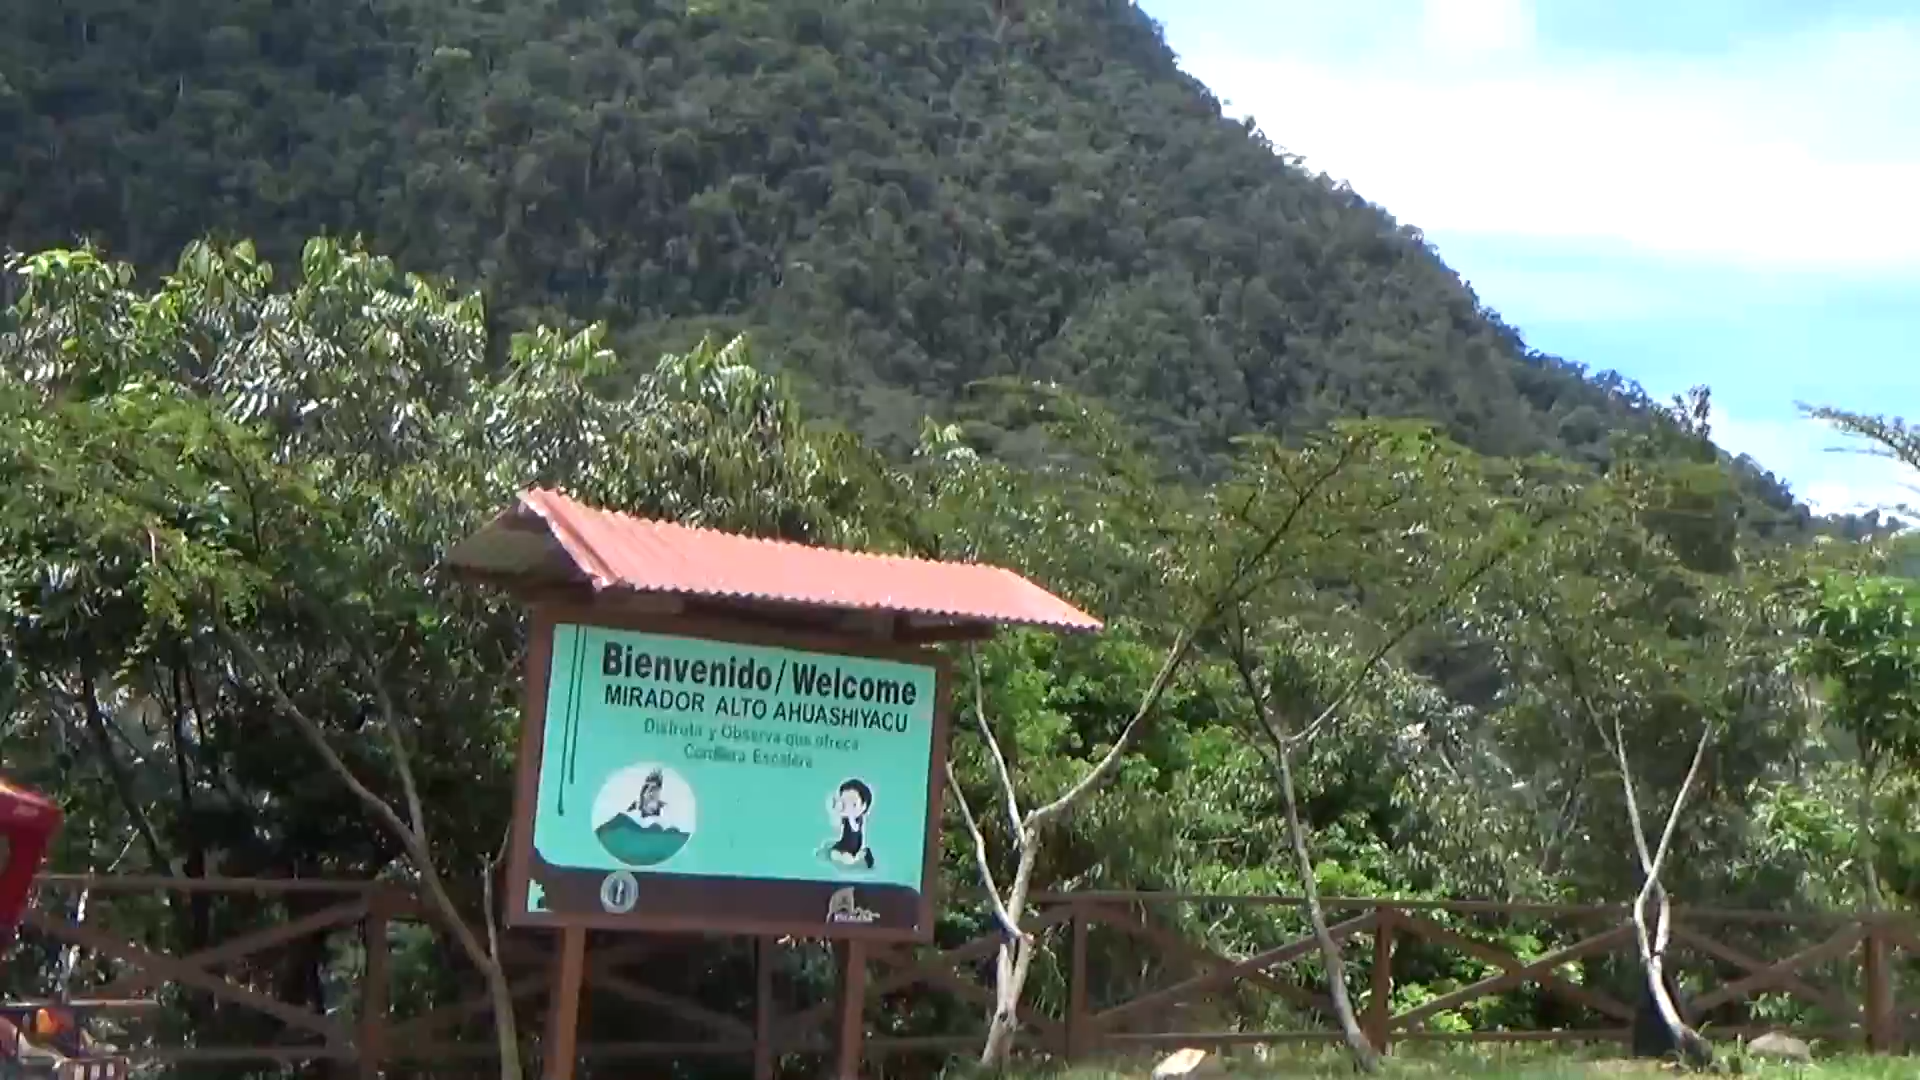 Bienvenido/Welcome
MIRADOR ALTO AHUASHIYACU
Disfruta y Observa que ofrece
Cordillera Escalera